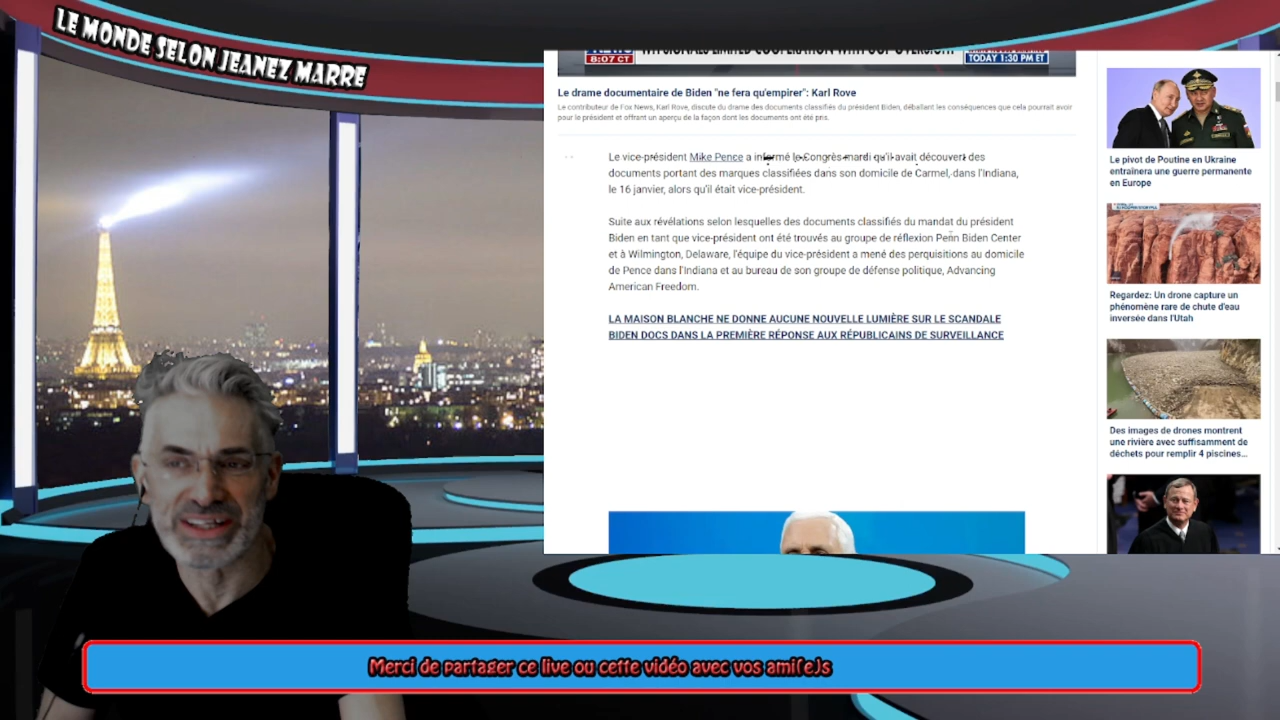 LE MONDE SELON JEANEZ MARRE
8:07 CT
TODAY 1:30 PM ET
Le drame documentaire de Biden "ne fera qu'empirer": Karl Rove
Le contributeur de Fox News, Karl Rove, discute du drame des documents classifiés du président Biden, déballant les conséquences que cela pourrait avoir
pour le président et offrant un aperçu de la façon dont les documents ont été pris.
Le vice-président Mike Pence a informé le Congrès mardi qu'il avait découvert des
documents portant des marques classifiées dans son domicile de Carmel, dans l'Indiana,
le 16 janvier, alors qu'il était vice-président.
Suite aux révélations selon lesquelles des documents classifiés du mandat du président
Biden en tant que vice-président ont été trouvés au groupe de réflexion Penn Biden Center
et à Wilmington, Delaware, l'équipe du vice-président a mené des perquisitions au domicile
de Pence dans l'Indiana et au bureau de son groupe de défense politique, Advancing
American Freedom.
LA MAISON BLANCHE NE DONNE AUCUNE NOUVELLE LUMIÈRE SUR LE SCANDALE
BIDEN DOCS DANS LA PREMIÈRE RÉPONSE AUX RÉPUBLICAINS DE SURVEILLANCE
Le pivot de Poutine en Ukraine
entraînera une guerre permanente
en Europe
Regardez: Un drone capture un
phénomène rare de chute d'eau
inversée dans l'Utah
Des images de drones montrent
une rivière avec suffisamment de
déchets pour remplir 4 piscines...
Merci de partager ce live ou cette vidéo avec vos ami(e)s